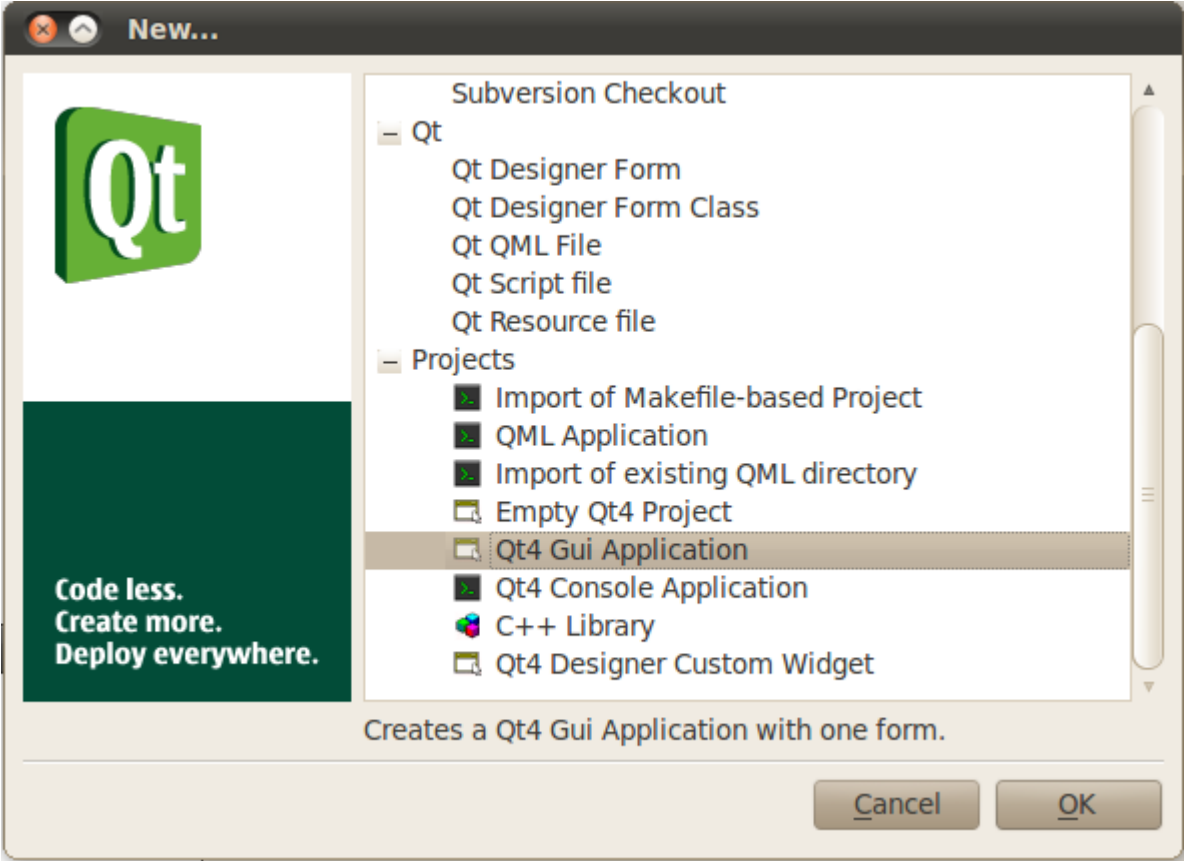 New...
Qt
Code less.
Create more.
Deploy everywhere.
Subversion Checkout
Qt
Qt Designer Form
Qt Designer Form Class
Qt QML File
Qt Script file
Qt Resource file
Projects
Import of Makefile-based Project
QML Application
Import of existing QML directory
Empty Qt4 Project
Qt4 Gui Application
Qt4 Console Application
C++ Library
Qt4 Designer Custom Widget
Creates a Qt4 Gui Application with one form.
Cancel
OK